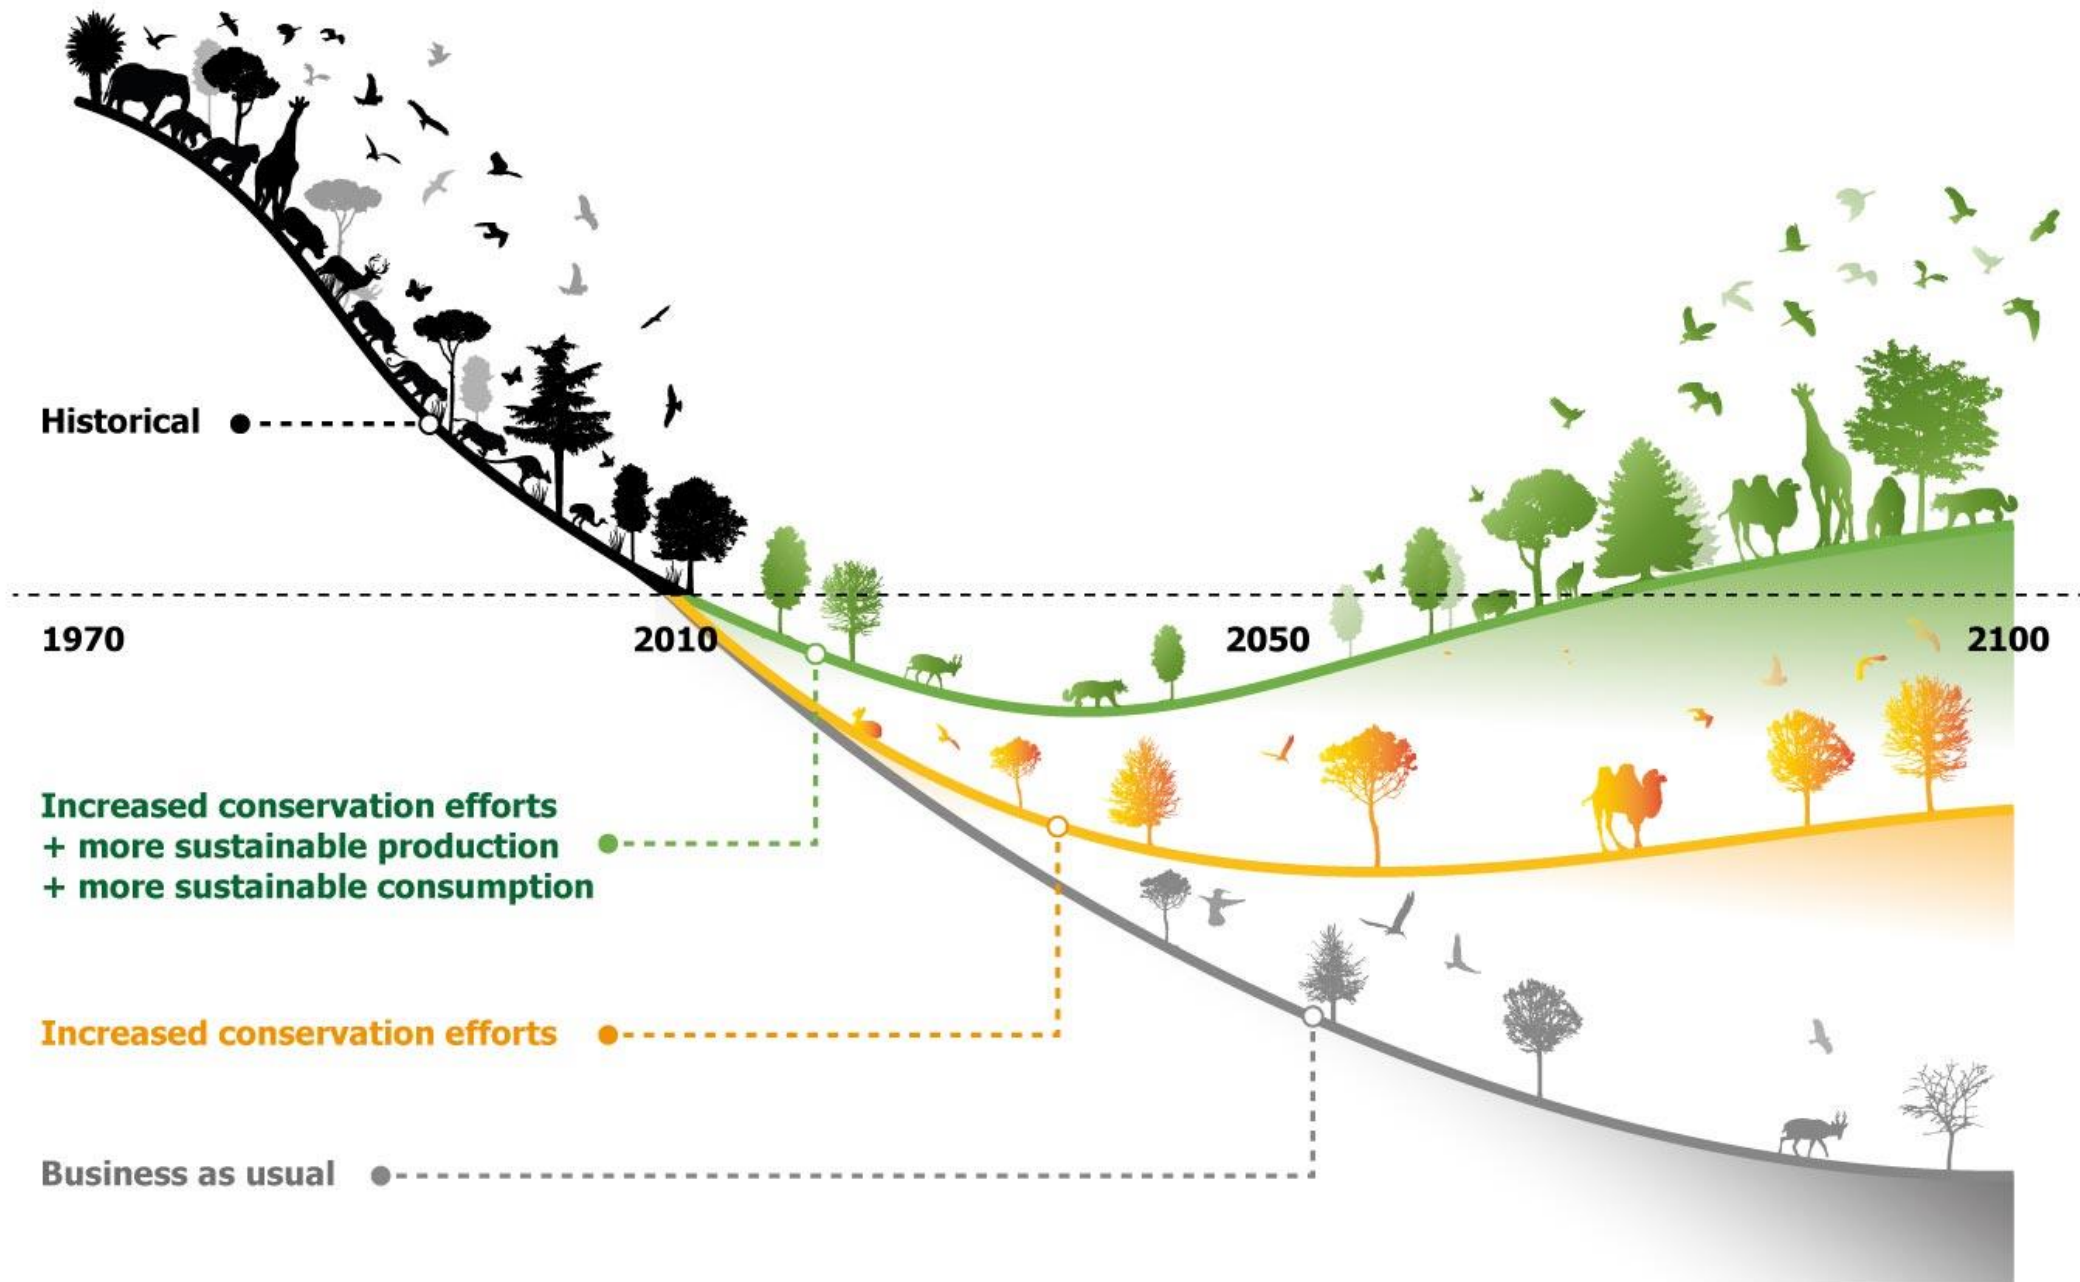 Historical
1970
2010
2050
2100
Increased conservation efforts
+ more sustainable production
+ more sustainable consumption
Increased conservation efforts
Business as usual